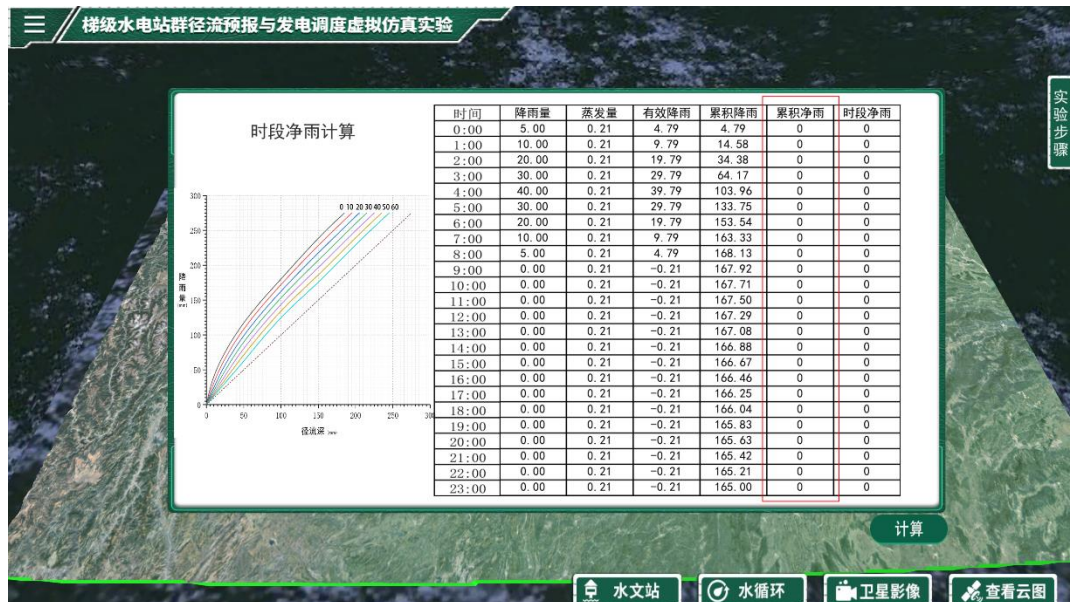 梯级水电站群径流预报与发电调度虚拟仿真实验
实验步骤
时段净雨计算
时间 降雨量 蒸发量 有效降雨 累积降雨 累积净雨 时段净雨
0:00 5.00 0.21 4.79 4.79 0 0
1:00 10.00 0.21 9.79 14.58 0 0
2:00 20.00 0.21 19.79 34.38 0 0
3:00 30.00 0.21 29.79 64.17 0 0
4:00 40.00 0.21 39.79 103.96 0 0
5:00 30.00 0.21 29.79 133.75 0 0
6:00 20.00 0.21 19.79 153.54 0 0
7:00 10.00 0.21 9.79 163.33 0 0
8:00 5.00 0.21 4.79 168.13 0 0
9:00 0.00 0.21 -0.21 167.92 0 0
10:00 0.00 0.21 -0.21 167.71 0 0
11:00 0.00 0.21 -0.21 167.50 0 0
12:00 0.00 0.21 -0.21 167.29 0 0
13:00 0.00 0.21 -0.21 167.08 0 0
14:00 0.00 0.21 -0.21 166.88 0 0
15:00 0.00 0.21 -0.21 166.67 0 0
16:00 0.00 0.21 -0.21 166.46 0 0
17:00 0.00 0.21 -0.21 166.25 0 0
18:00 0.00 0.21 -0.21 166.04 0 0
19:00 0.00 0.21 -0.21 165.83 0 0
20:00 0.00 0.21 -0.21 165.63 0 0
21:00 0.00 0.21 -0.21 165.42 0 0
22:00 0.00 0.21 -0.21 165.21 0 0
23:00 0.00 0.21 -0.21 165.00 0 0
0 10 20 30 40 50 60
300
250
200
150
100
50
0
降雨量 (mm)
0 50 100 150 200 250 300
径流深 mm
计算
水文站 水循环 卫星影像 查看云图